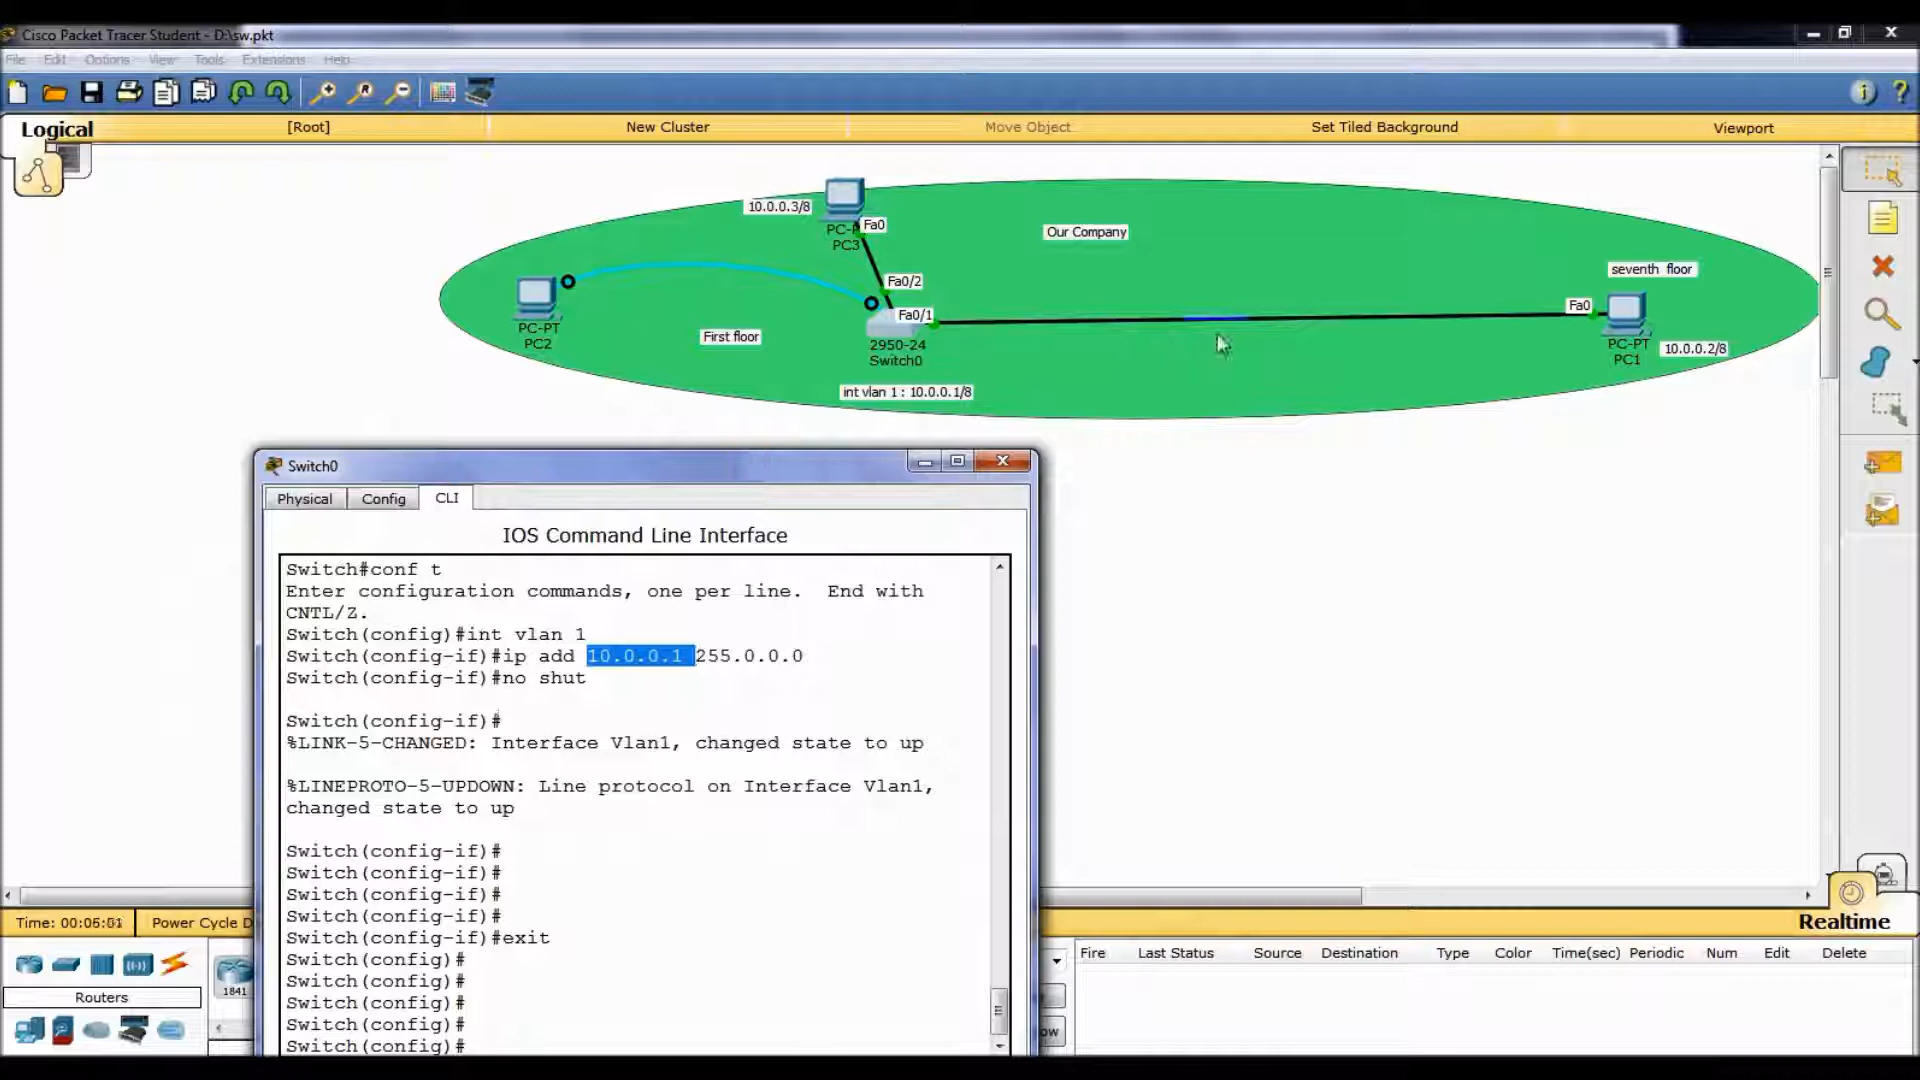 Cisco Packet Tracer Student - D:\sw.pkt
File Edit Options View Tools Extensions Help
Logical
[Root]
New Cluster
Move Object
Set Tiled Background
Viewport
10.0.0.3/8
Fa0
PC3
Our Company
Fa0/2
Fa0/1
First floor
PC-PT
PC2
2950-24
Switch0
int vlan 1 : 10.0.0.1/8
seventh floor
Fa0
PC-PT
PC1
10.0.0.2/8
Switch0
Physical
Config
CLI
IOS Command Line Interface
Switch#conf t
Enter configuration commands, one per line. End with
CNTL/Z.
Switch(config)#int vlan 1
Switch(config-if)#ip add 10.0.0.1 255.0.0.0
Switch(config-if)#no shut
Switch(config-if)#
%LINK-5-CHANGED: Interface Vlan1, changed state to up
%LINEPROTO-5-UPDOWN: Line protocol on Interface Vlan1,
changed state to up
Switch(config-if)#
Switch(config-if)#
Switch(config-if)#
Switch(config-if)#
Switch(config-if)#exit
Switch(config)#
Switch(config)#
Switch(config)#
Switch(config)#
Switch(config)#
Power Cycle D
Realtime
Routers
1841
Fire Last Status Source Destination Type Color Time(sec) Periodic Num Edit Delete